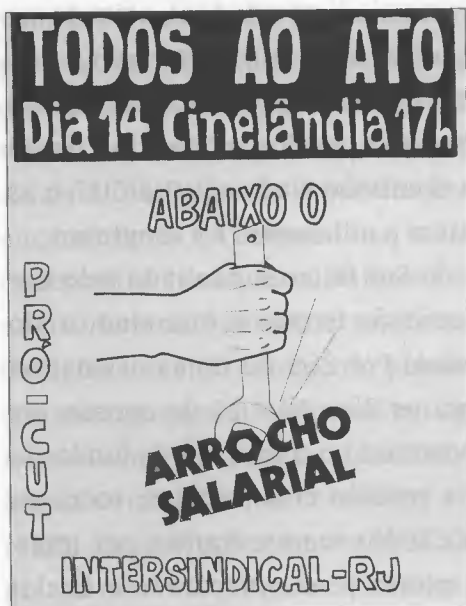 TODOS AO ATO
Dia 14 Cinelândia 17h
ABAIXO O
ARROCHO
SALARIAL
PRÓ-CUT
INTERSINDICAL-RJ